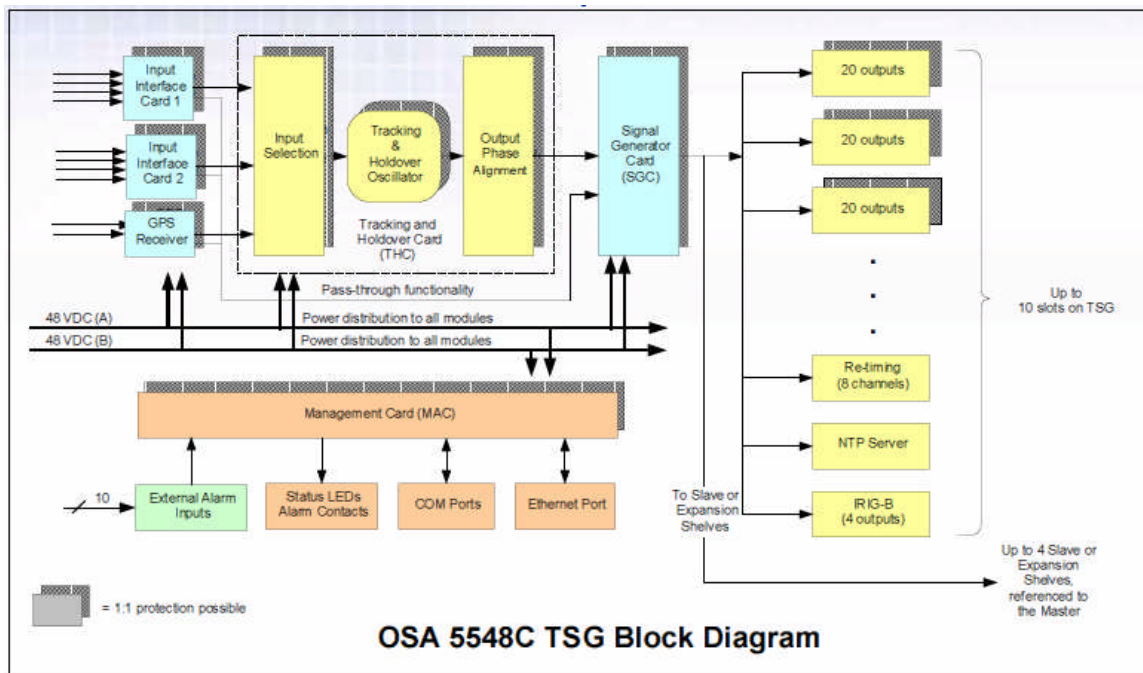 Input
Interface
Card 1
Input
Interface
Card 2
GPS
Receiver
Input
Selection
Tracking
&
Holdover
Oscillator
Tracking and
Holdover Card
(THC)
Output
Phase
Alignment
Signal
Generator
Card
(SGC)
Pass-through functionality
48 VDC (A)
Power distribution to all modules
48 VDC (B)
Power distribution to all modules
Management Card (MAC)
10
External Alarm
Inputs
Status LEDs
Alarm Contacts
COM Ports
Ethernet Port
To Slave or
Expansion
Shelves
20 outputs
20 outputs
20 outputs
Re-timing
(8 channels)
NTP Server
IRIG-B
(4 outputs)
Up to
10 slots on TSG
Up to 4 Slave or
Expansion
Shelves,
referenced to
the Master
= 1:1 protection possible
OSA 5548C TSG Block Diagram